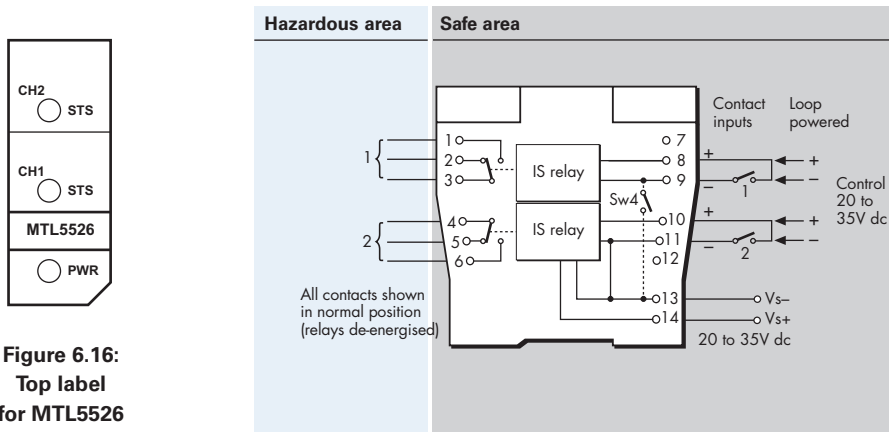 CH2
STS
CH1
STS
MTL5526
PWR
Figure 6.16:
Top label
for MTL5526
Hazardous area
Safe area
Contact
inputs
Loop
powered
1
1
2
3
IS relay
7
8
9
+
–
1
+
–
Sw4
Control
20 to
35V dc
2
4
5
6
IS relay
10
11
12
+
–
2
+
–
All contacts shown
in normal position
(relays de-energised)
13
14
Vs–
Vs+
20 to 35V dc